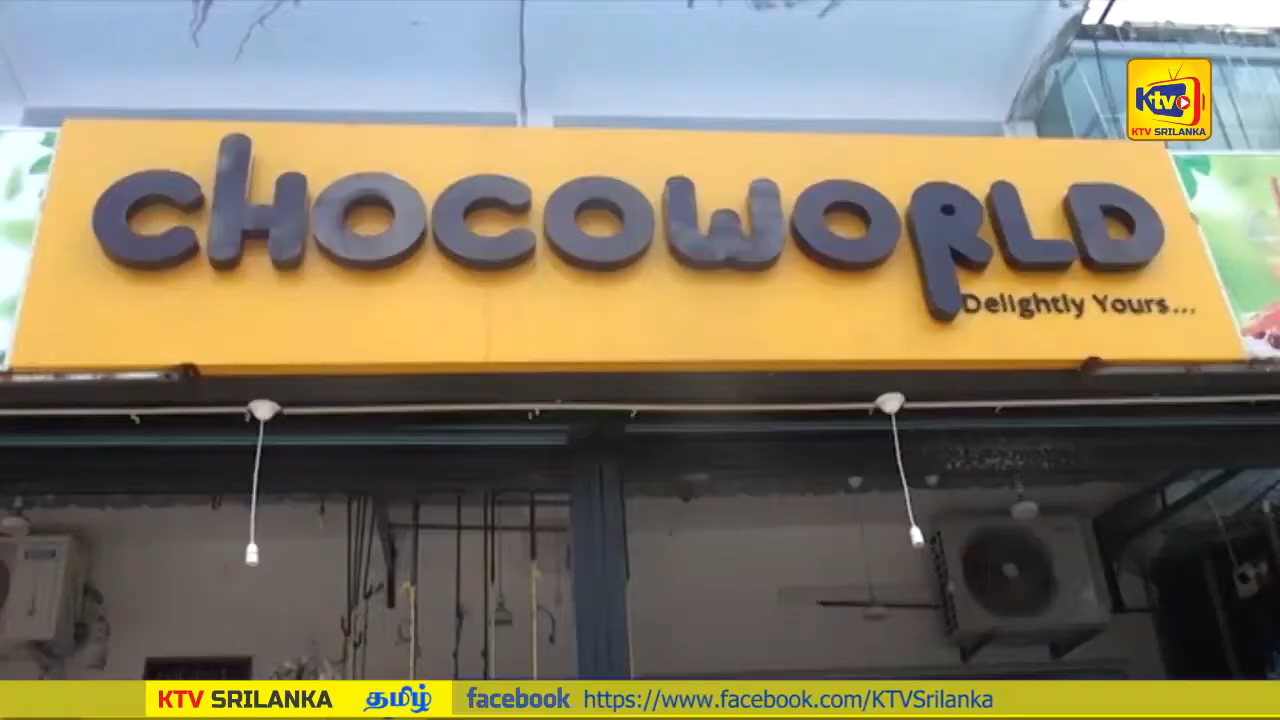 Ktv
KTV SRILANKA
CHOCOWORLD
Delightly Yours...
KTV SRILANKA தமிழ் facebook https://www.facebook.com/KTVSrilanka